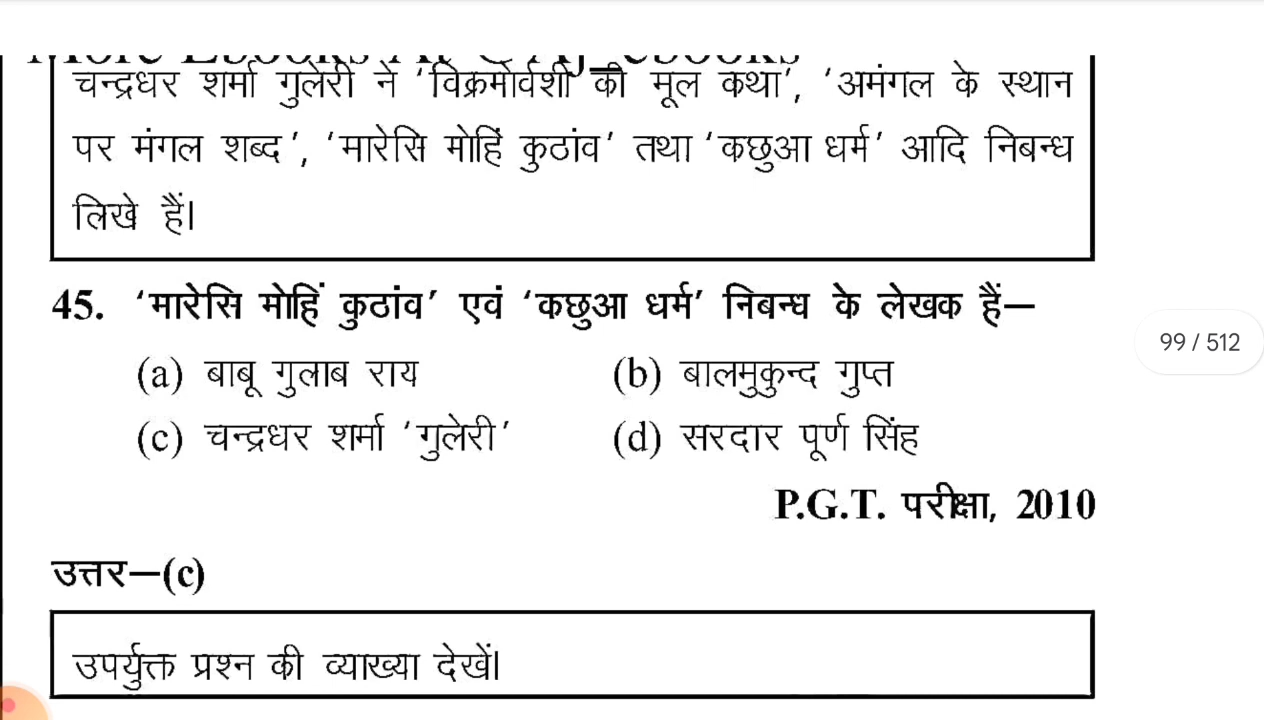 चन्द्रधर शर्मा गुलेरी ने ‘विक्रमोर्वशी की मूल कथा’, ‘अमंगल के स्थान
पर मंगल शब्द’, ‘मारेसि मोहिं कुठांव’ तथा ‘कछुआ धर्म’ आदि निबन्ध
लिखे हैं।
45. ‘मारेसि मोहिं कुठांव’ एवं ‘कछुआ धर्म’ निबन्ध के लेखक हैं–
99 / 512
(a) बाबू गुलाब राय (b) बालमुकुन्द गुप्त
(c) चन्द्रधर शर्मा ‘गुलेरी’ (d) सरदार पूर्ण सिंह
P.G.T. परीक्षा, 2010
उत्तर–(c)
उपर्युक्त प्रश्न की व्याख्या देखें।